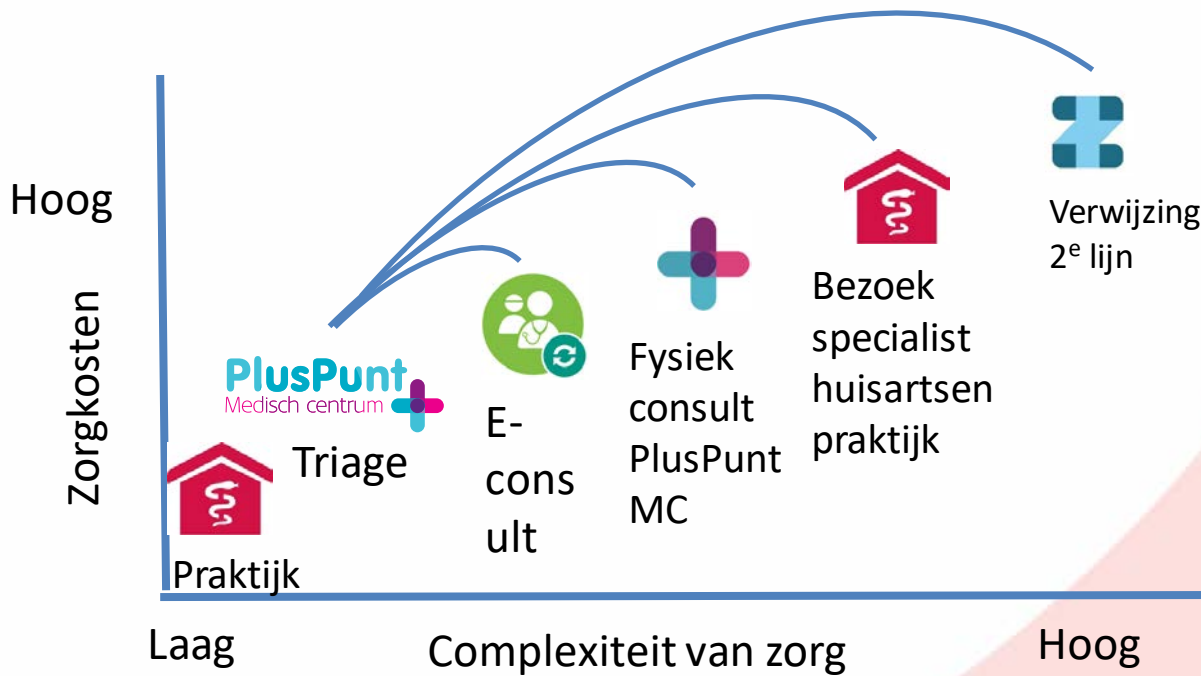 Hoog
Zorgkosten
Praktijk
PlusPunt
Medisch centrum
Triage
E-
cons
ult
Fysiek
consult
PlusPunt
MC
Bezoek
specialist
huisartsen
praktijk
Verwijzing
2e lijn
Laag
Complexiteit van zorg
Hoog